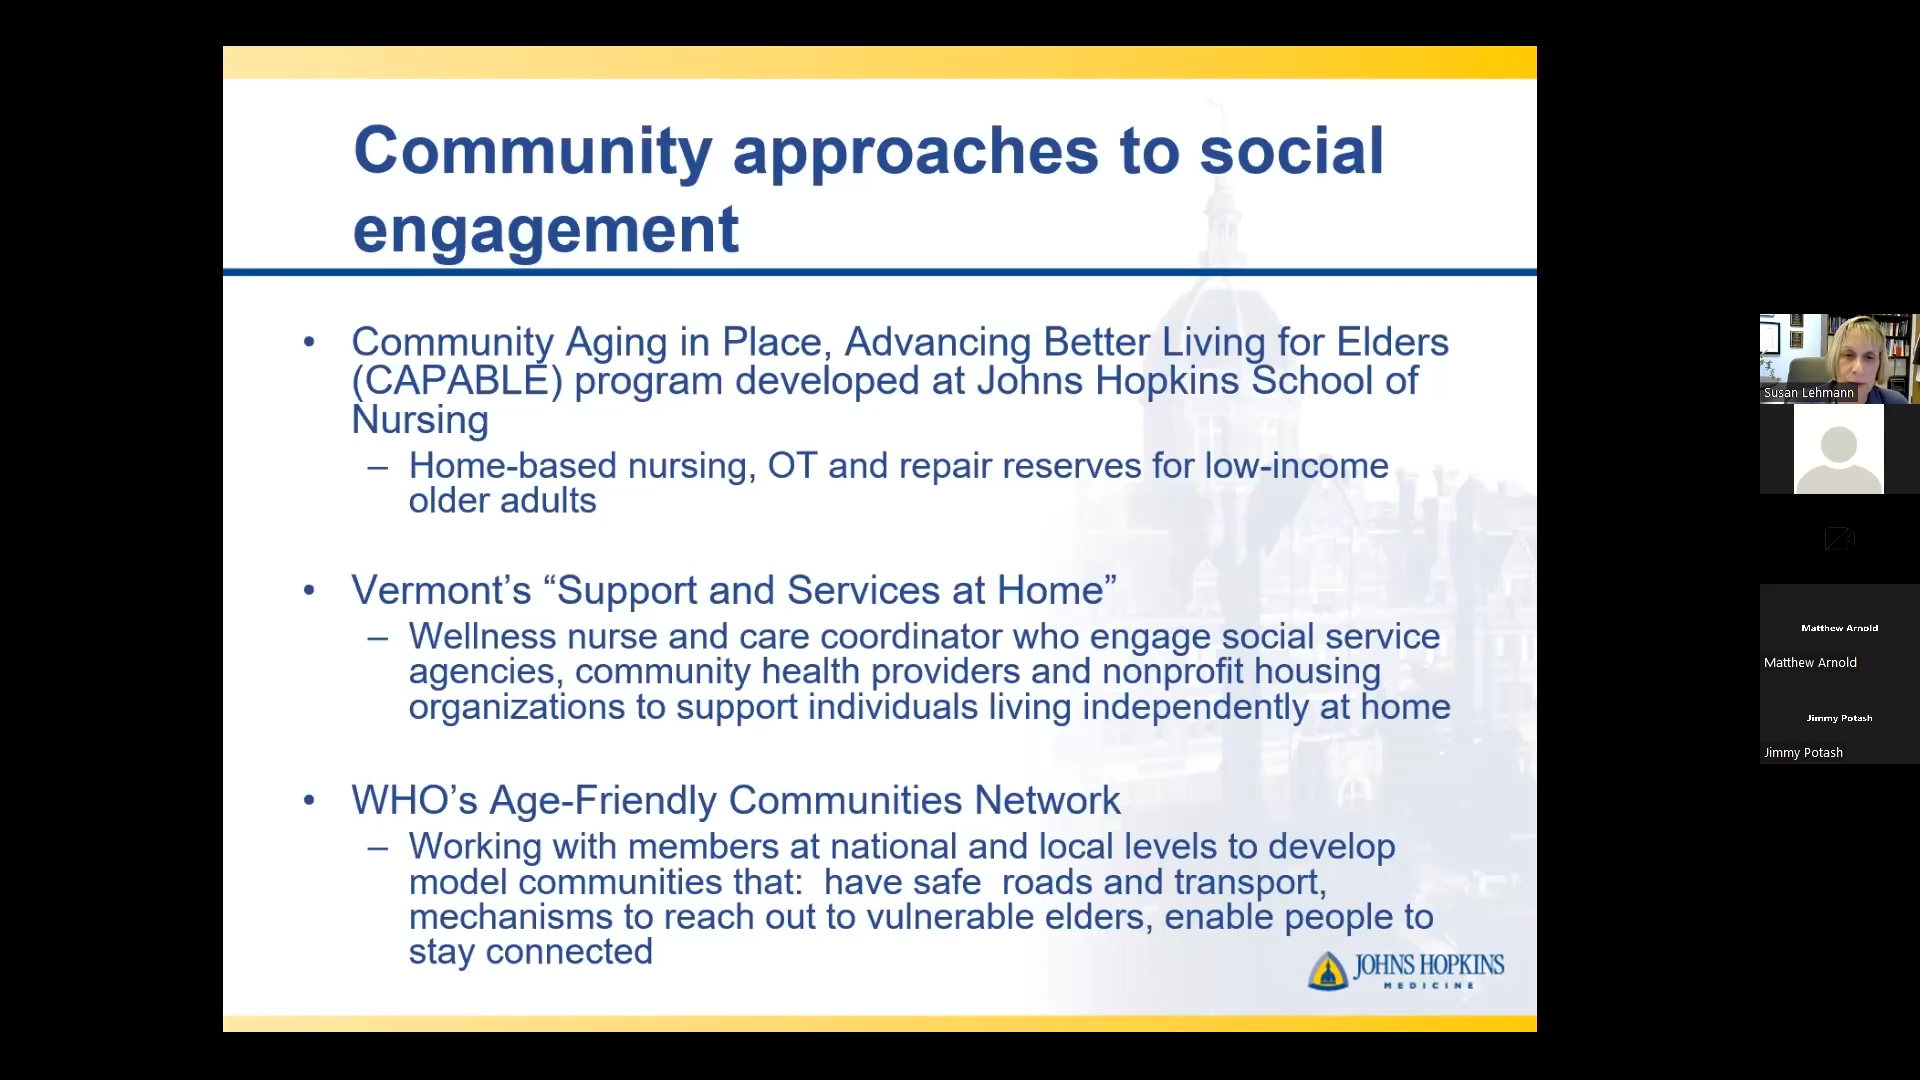 Community approaches to social
engagement
• Community Aging in Place, Advancing Better Living for Elders
(CAPABLE) program developed at Johns Hopkins School of
Nursing
– Home-based nursing, OT and repair reserves for low-income
older adults
• Vermont’s “Support and Services at Home”
– Wellness nurse and care coordinator who engage social service
agencies, community health providers and nonprofit housing
organizations to support individuals living independently at home
• WHO’s Age-Friendly Communities Network
– Working with members at national and local levels to develop
model communities that:  have safe  roads and transport,
mechanisms to reach out to vulnerable elders, enable people to
stay connected
JOHNS HOPKINS
MEDICINE
Susan Lehmann
Matthew Arnold
Matthew Arnold
Jimmy Potash
Jimmy Potash